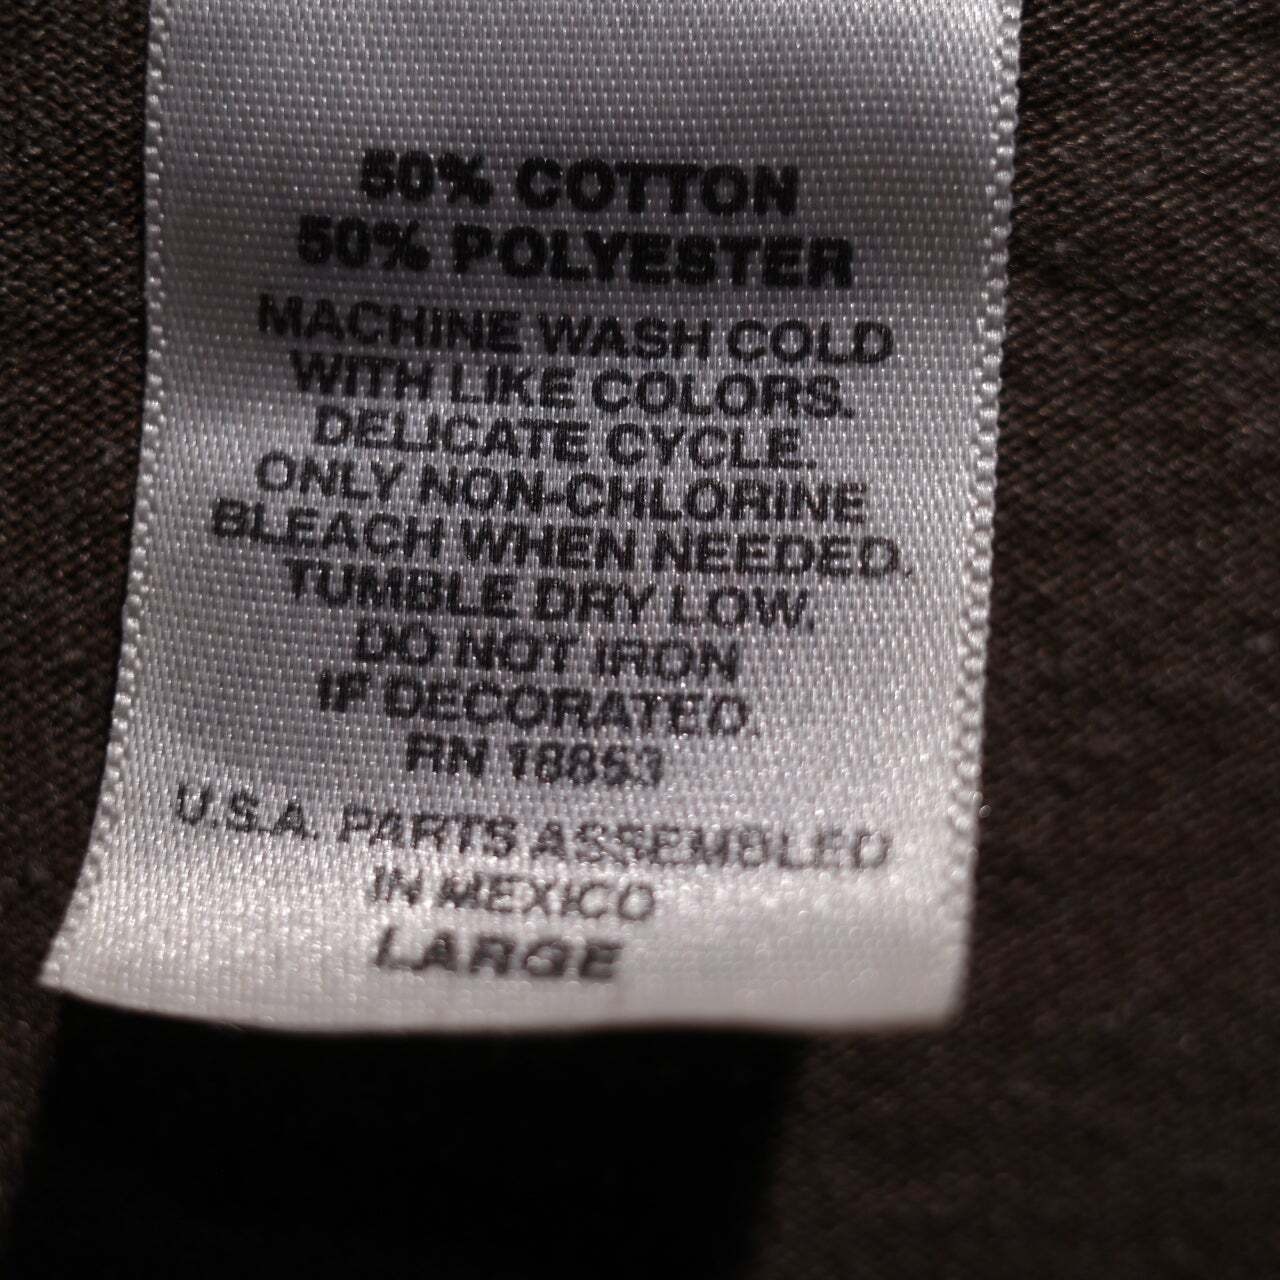 50% COTTON
50% POLYESTER
MACHINE WASH COLD
WITH LIKE COLORS.
DELICATE CYCLE.
ONLY NON-CHLORINE
BLEACH WHEN NEEDED.
TUMBLE DRY LOW.
DO NOT IRON
IF DECORATED.
RN 18853
U.S.A. PARTS ASSEMBLED
IN MEXICO
LARGE